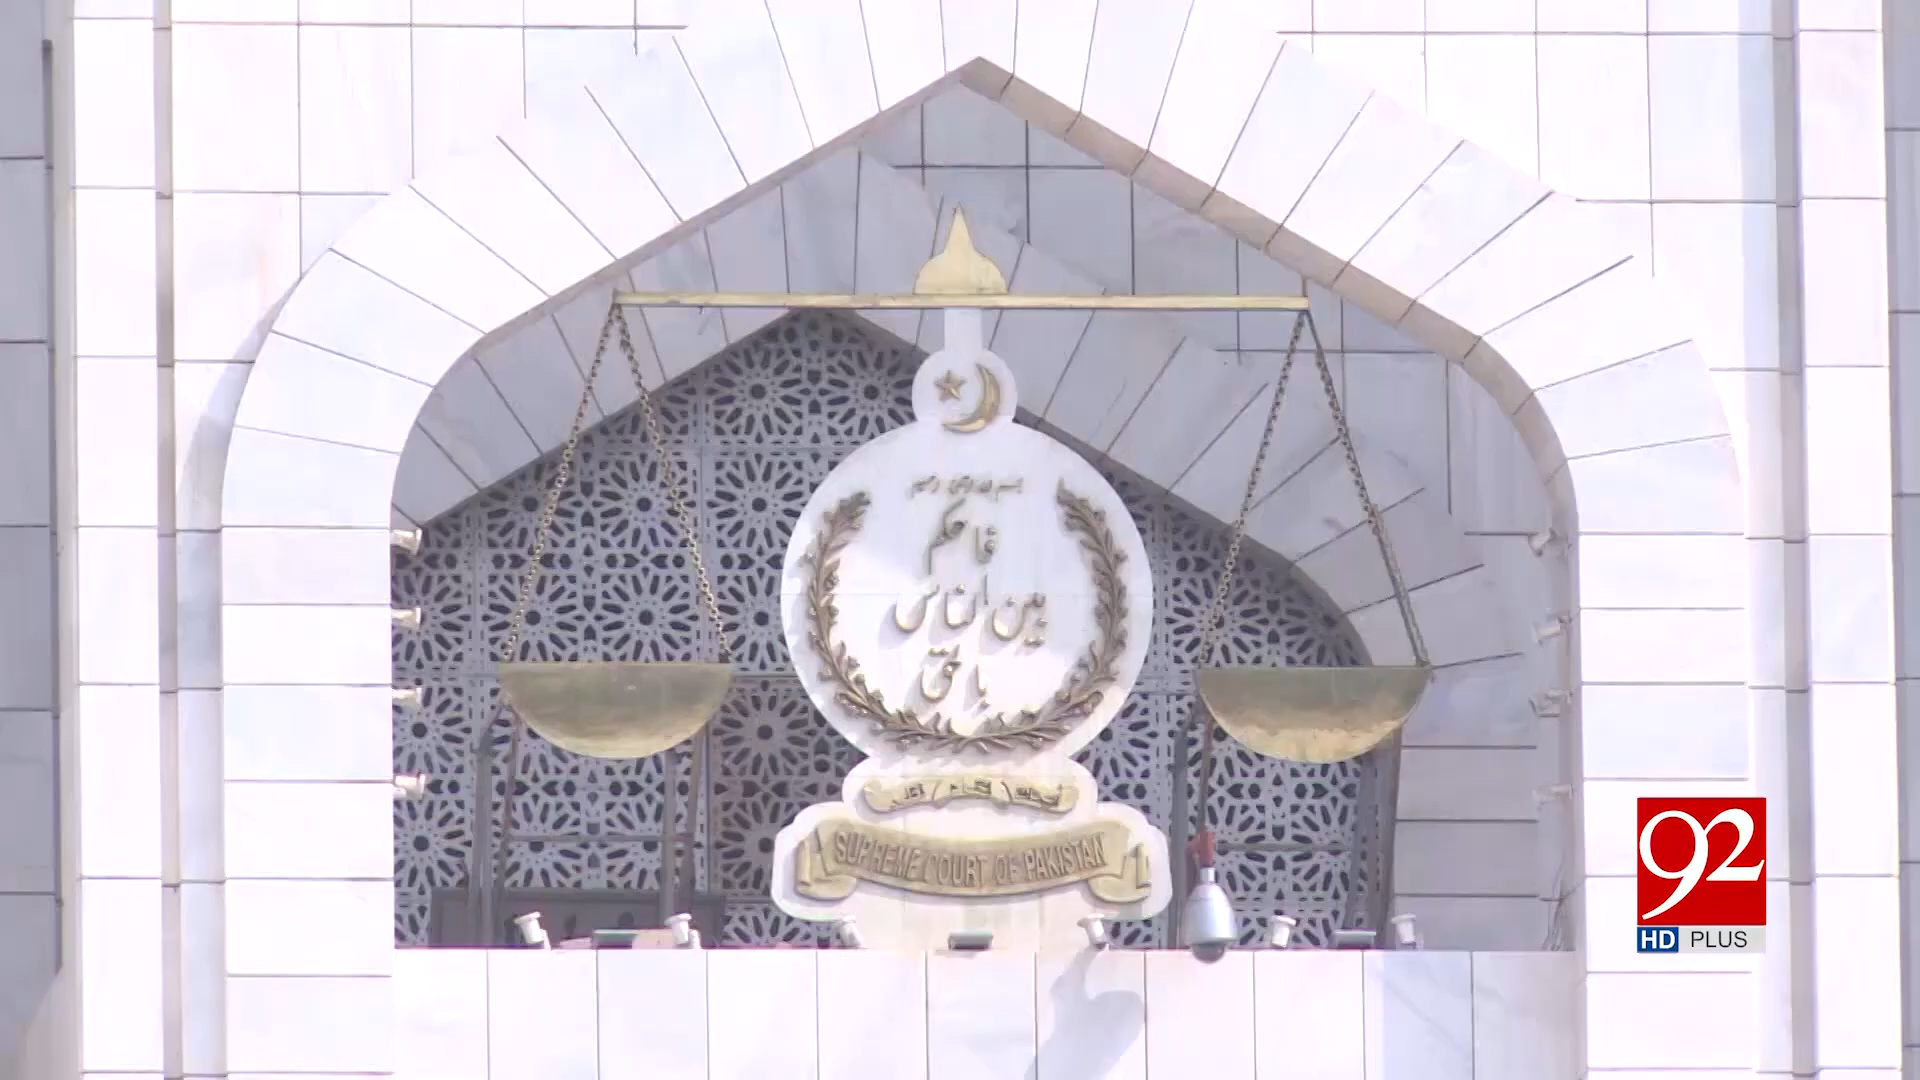 فاحکم
بین الناس
بالحق
SUPREME COURT OF PAKISTAN
92
HD PLUS